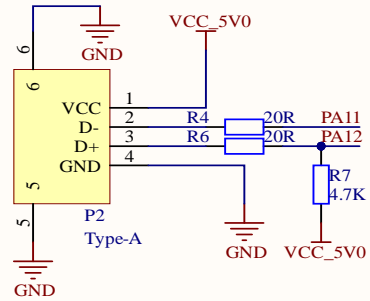 6
GND
VCC_5V0
6
VCC
1
D-
2
R4
20R
PA11
D+
3
R6
20R
PA12
GND
4
R7
4.7K
5
5
P2
Type-A
GND
VCC_5V0
GND